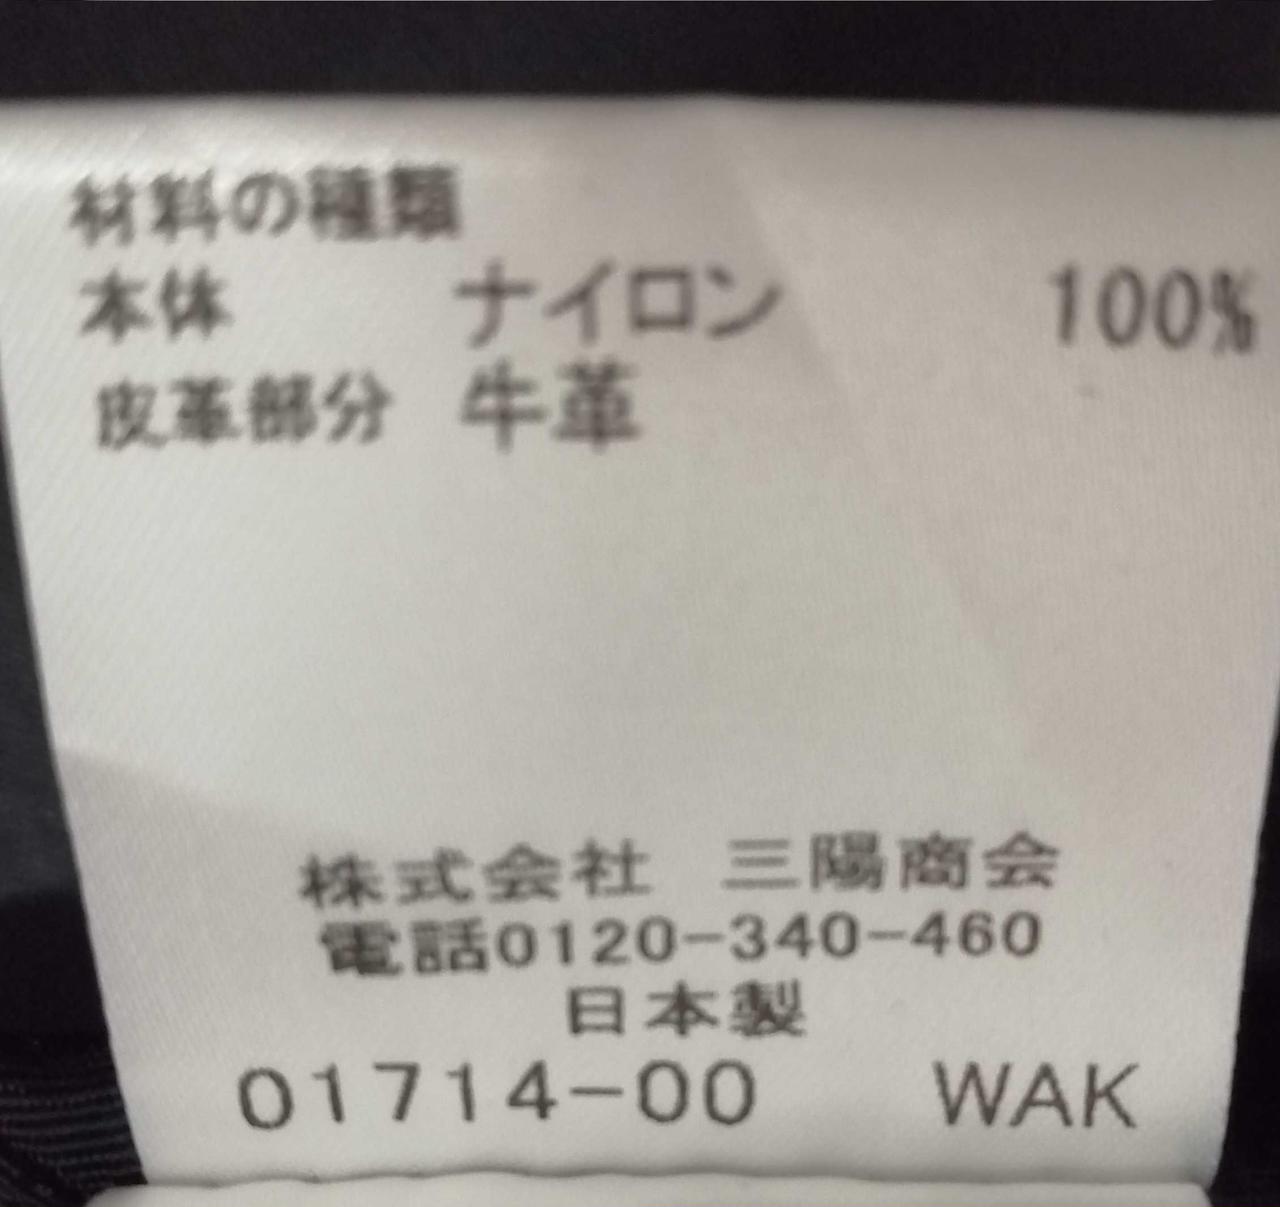 材料の種類
本体 ナイロン 100%
皮革部分 牛革
株式会社 三陽商会
電話0120-340-460
日本製
01714-00 WAK